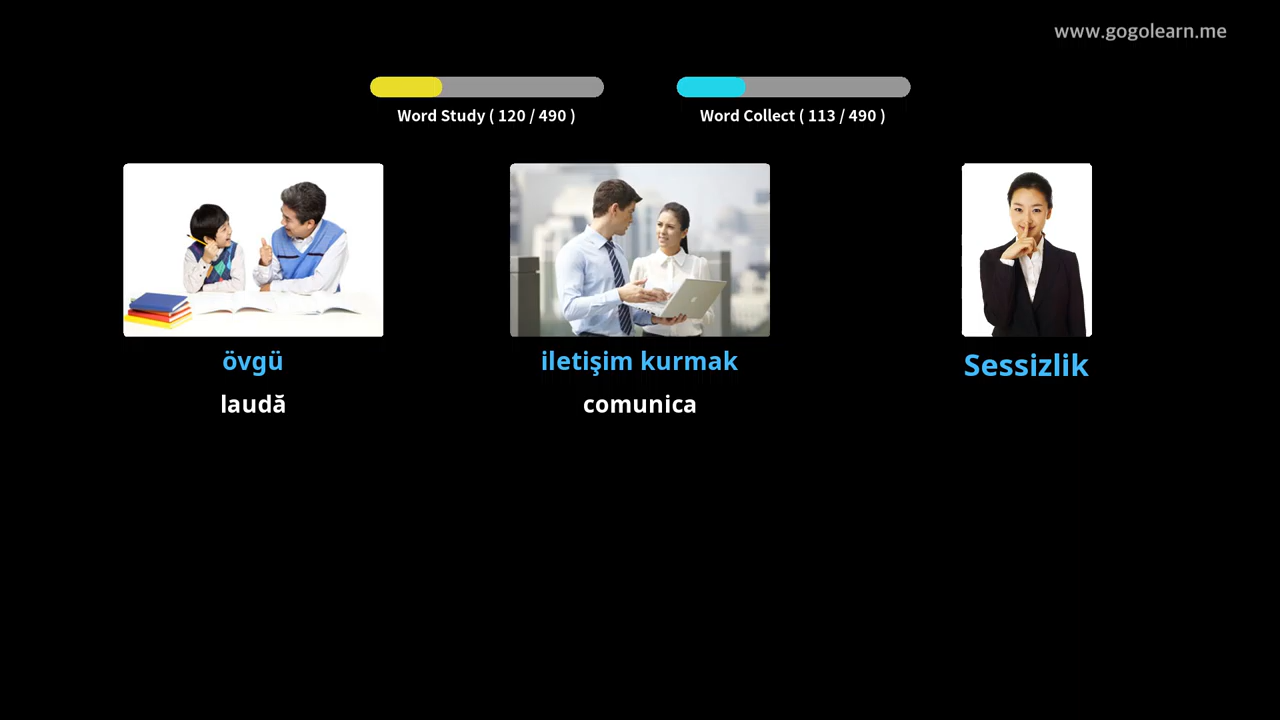 www.gogolearn.me
Word Study ( 120 / 490 )
Word Collect ( 113 / 490 )
övgü
laudă
iletişim kurmak
comunica
Sessizlik